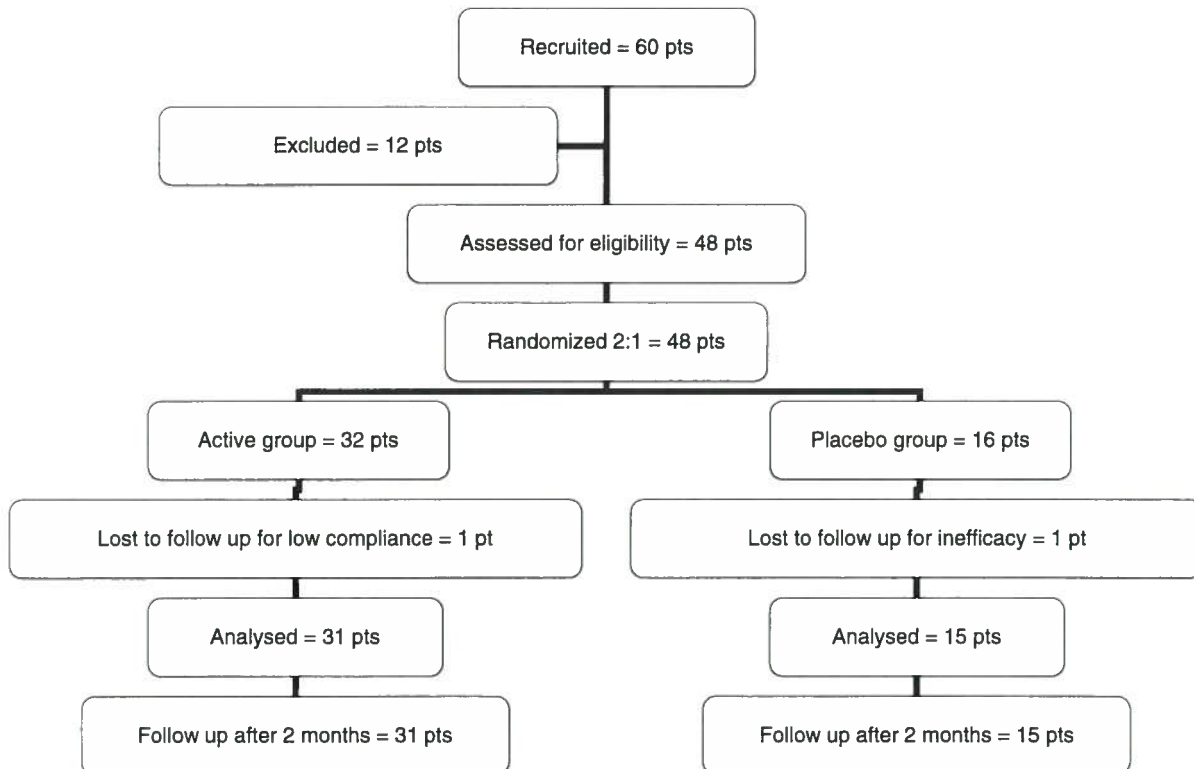 Recruited = 60 pts
Excluded = 12 pts
Assessed for eligibility = 48 pts
Randomized 2:1 = 48 pts
Active group = 32 pts
Placebo group = 16 pts
Lost to follow up for low compliance = 1 pt
Lost to follow up for inefficacy = 1 pt
Analysed = 31 pts
Analysed = 15 pts
Follow up after 2 months = 31 pts
Follow up after 2 months = 15 pts